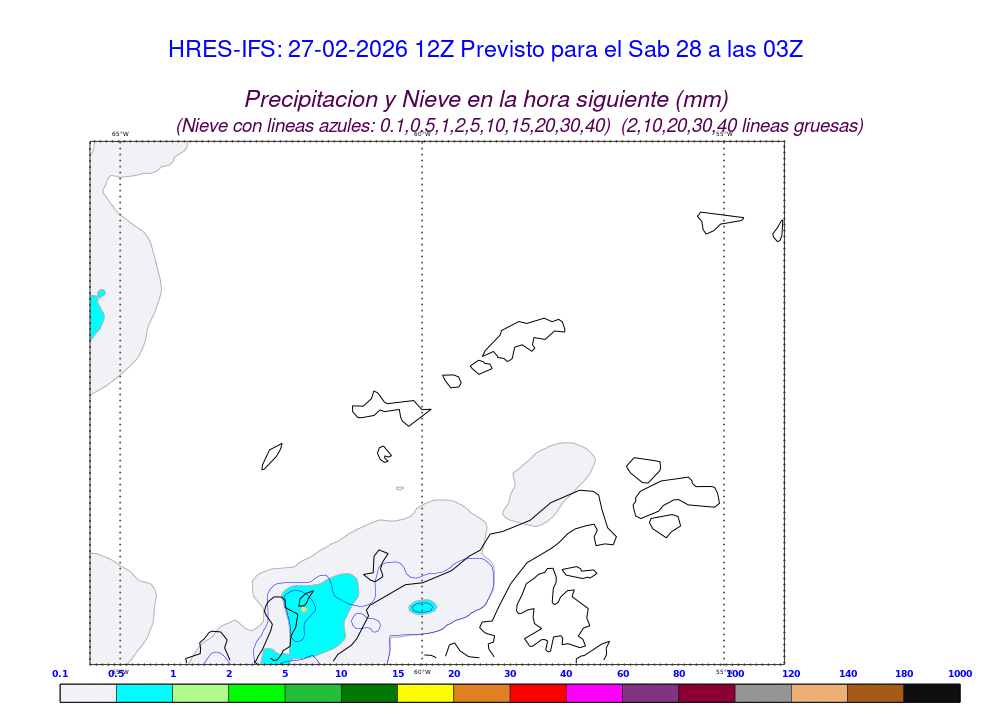 HRES-IFS: 27-02-2026 12Z Previsto para el Sab 28 a las 03Z
Precipitacion y Nieve en la hora siguiente (mm)
(Nieve con lineas azules: 0.1,0.5,1,2,5,10,15,20,30,40)  (2,10,20,30,40 lineas gruesas)
65°W 60°W 55°W
65°W 60°W 55°W
0.1 0.5 1 2 5 10 15 20 30 40 60 80 100 120 140 180 1000